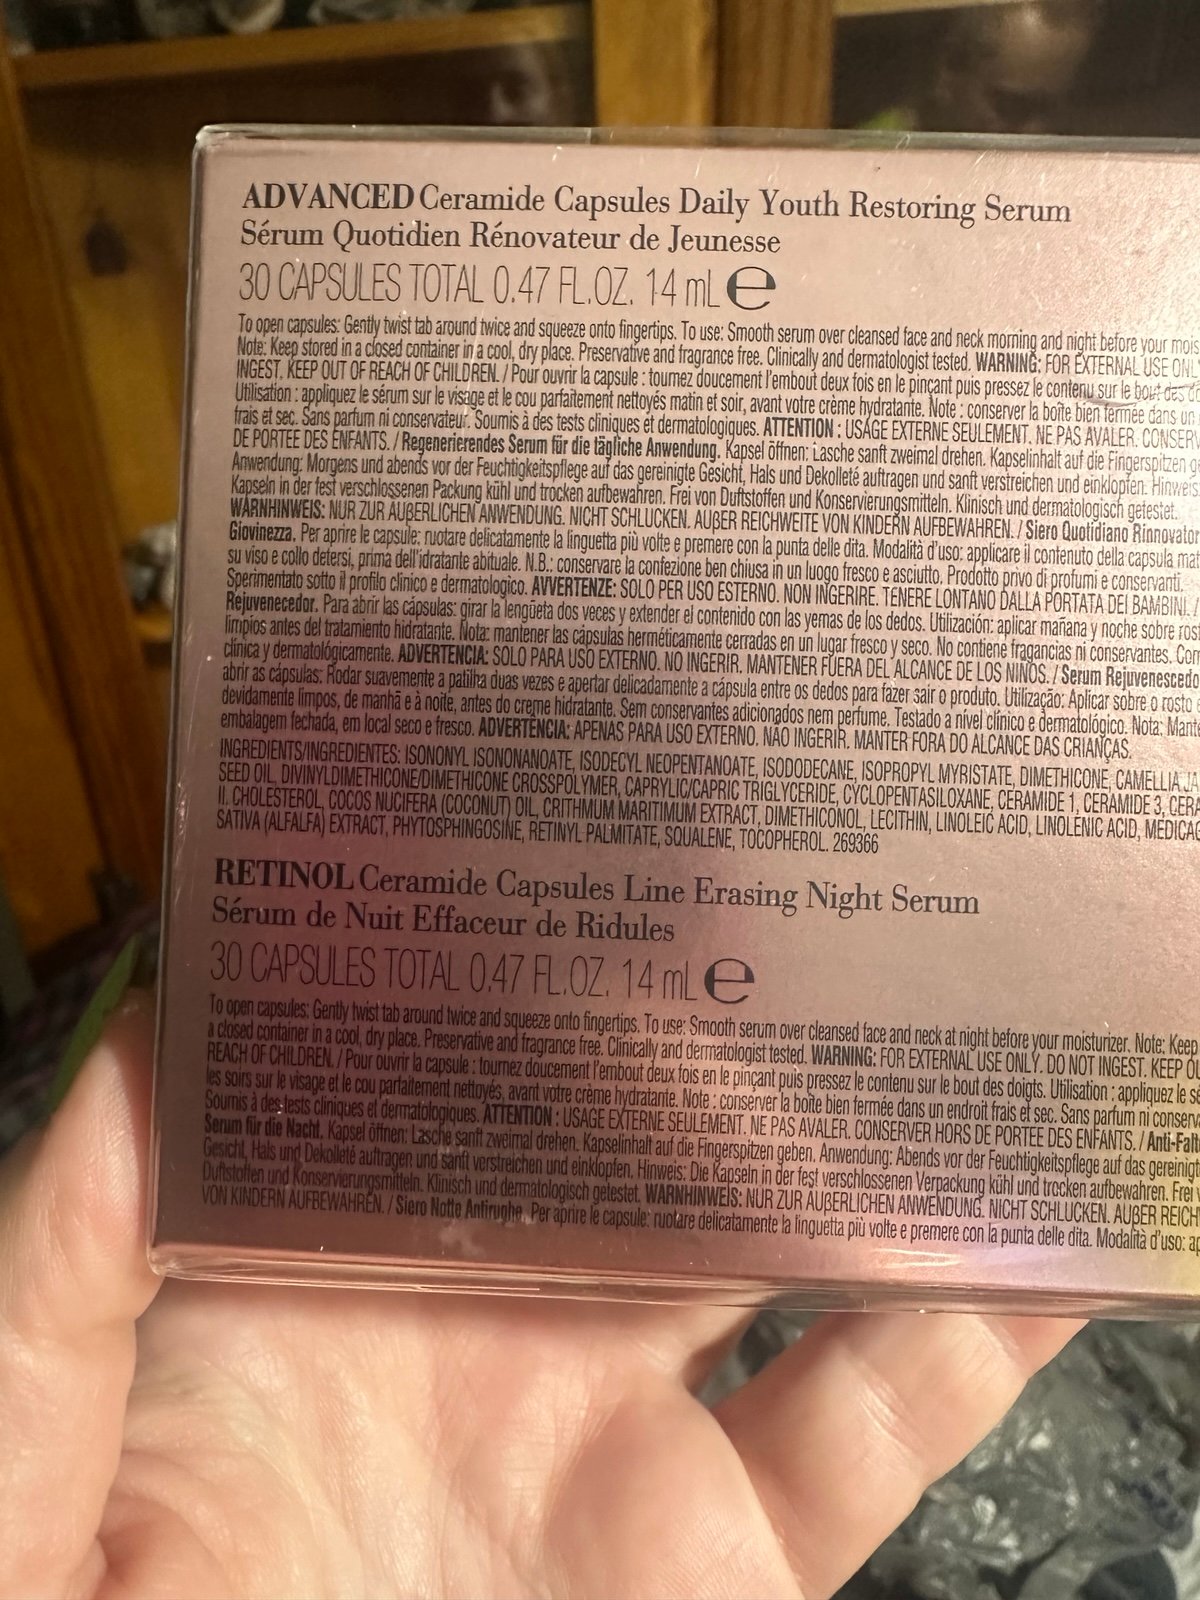 ADVANCED Ceramide Capsules Daily Youth Restoring Serum
Sérum Quotidien Rénovateur de Jeunesse
30 CAPSULES TOTAL 0.47 FL.OZ. 14 mL e
To open capsules: Gently twist tab around twice and squeeze onto fingertips. To use: Smooth serum over cleansed face and neck morning and night before your mois
Note: Keep stored in a closed container in a cool, dry place. Preservative and fragrance free. Clinically and dermatologist tested. WARNING: FOR EXTERNAL USE ONLY
INGEST. KEEP OUT OF REACH OF CHILDREN. / Pour ouvrir la capsule : tournez doucement l'embout deux fois en le pinçant puis pressez le contenu sur le bout des do
Utilisation : appliquez le sérum sur le visage et le cou parfaitement nettoyés matin et soir, avant votre crème hydratante. Note : conserver la boîte bien fermée dans un
frais et sec. Sans parfum ni conservateur. Soumis à des tests cliniques et dermatologiques. ATTENTION : USAGE EXTERNE SEULEMENT. NE PAS AVALER. CONSERV
DE PORTEE DES ENFANTS. / Regenerierendes Serum für die tägliche Anwendung. Kapsel öffnen: Lasche sanft zweimal drehen. Kapselinhalt auf die Fingerspitzen g
Anwendung: Morgens und abends vor der Feuchtigkeitspflege auf das gereinigte Gesicht, Hals und Dekolleté auftragen und sanft verstreichen und einklopfen. Hinweis:
Kapseln in der fest verschlossenen Packung kühl und trocken aufbewahren. Frei von Duftstoffen und Konservierungsmitteln. Klinisch und dermatologisch getestet.
WARNHINWEIS: NUR ZUR AUßERLICHEN ANWENDUNG. NICHT SCHLUCKEN. AUßER REICHWEITE VON KINDERN AUFBEWAHREN. / Siero Quotidiano Rinnovator
Giovinezza. Per aprire le capsule: ruotare delicatamente la linguetta più volte e premere con la punta delle dita. Modalità d'uso: applicare il contenuto della capsula mat
su viso e collo detersi, prima dell'idratante abituale. N.B.: conservare la confezione ben chiusa in un luogo fresco e asciutto. Prodotto privo di profumi e conservanti.
Sperimentato sotto il profilo clinico e dermatologico. AVVERTENZE: SOLO PER USO ESTERNO. NON INGERIRE. TENERE LONTANO DALLA PORTATA DEI BAMBINI. /
Rejuvenecedor. Para abrir las cápsulas: girar la lengüeta dos veces y extender el contenido con las yemas de los dedos. Utilización: aplicar mañana y noche sobre rost
limpios antes del tratamiento hidratante. Nota: mantener las cápsulas herméticamente cerradas en un lugar fresco y seco. No contiene fragancias ni conservantes. Com
clínica y dermatológicamente. ADVERTENCIA: SOLO PARA USO EXTERNO. NO INGERIR. MANTENER FUERA DEL ALCANCE DE LOS NIÑOS. / Serum Rejuvenescedo
abrir as cápsulas: Rodar suavemente a patilha duas vezes e apertar delicadamente a cápsula entre os dedos para fazer sair o produto. Utilização: Aplicar sobre o rosto e
devidamente limpos, de manhã e à noite, antes do creme hidratante. Sem conservantes adicionados nem perfume. Testado a nível clínico e dermatológico. Nota: Mante
embalagem fechada, em local seco e fresco. ADVERTÊNCIA: APENAS PARA USO EXTERNO. NÃO INGERIR. MANTER FORA DO ALCANCE DAS CRIANÇAS.
INGREDIENTS/INGREDIENTES: ISONONYL ISONONANOATE, ISODECYL NEOPENTANOATE, ISODODECANE, ISOPROPYL MYRISTATE, DIMETHICONE, CAMELLIA JA
SEED OIL, DIVINYLDIMETHICONE/DIMETHICONE CROSSPOLYMER, CAPRYLIC/CAPRIC TRIGLYCERIDE, CYCLOPENTASILOXANE, CERAMIDE 1, CERAMIDE 3, CERA
II. CHOLESTEROL, COCOS NUCIFERA (COCONUT) OIL, CRITHMUM MARITIMUM EXTRACT, DIMETHICONOL, LECITHIN, LINOLEIC ACID, LINOLENIC ACID, MEDICAG
SATIVA (ALFALFA) EXTRACT, PHYTOSPHINGOSINE, RETINYL PALMITATE, SQUALENE, TOCOPHEROL. 269366
RETINOL Ceramide Capsules Line Erasing Night Serum
Sérum de Nuit Effaceur de Ridules
30 CAPSULES TOTAL 0.47 FL.OZ. 14 mL e
To open capsules: Gently twist tab around twice and squeeze onto fingertips. To use: Smooth serum over cleansed face and neck at night before your moisturizer. Note: Keep
a closed container in a cool, dry place. Preservative and fragrance free. Clinically and dermatologist tested. WARNING: FOR EXTERNAL USE ONLY. DO NOT INGEST. KEEP OU
REACH OF CHILDREN. / Pour ouvrir la capsule : tournez doucement l'embout deux fois en le pinçant puis pressez le contenu sur le bout des doigts. Utilisation : appliquez le sé
les soirs sur le visage et le cou parfaitement nettoyés, avant votre crème hydratante. Note : conserver la boîte bien fermée dans un endroit frais et sec. Sans parfum ni conserva
Soumis à des tests cliniques et dermatologiques. ATTENTION : USAGE EXTERNE SEULEMENT. NE PAS AVALER. CONSERVER HORS DE PORTEE DES ENFANTS. / Anti-Falt
Serum für die Nacht. Kapsel öffnen: Lasche sanft zweimal drehen. Kapselinhalt auf die Fingerspitzen geben. Anwendung: Abends vor der Feuchtigkeitspflege auf das gereinigt
Gesicht, Hals und Dekolleté auftragen und sanft verstreichen und einklopfen. Hinweis: Die Kapseln in der fest verschlossenen Verpackung kühl und trocken aufbewahren. Frei v
Duftstoffen und Konservierungsmitteln. Klinisch und dermatologisch getestet. WARNHINWEIS: NUR ZUR AUßERLICHEN ANWENDUNG. NICHT SCHLUCKEN. AUßER REICH
VON KINDERN AUFBEWAHREN. / Siero Notte Antirughe. Per aprire le capsule: ruotare delicatamente la linguetta più volte e premere con la punta delle dita. Modalità d'uso: ap